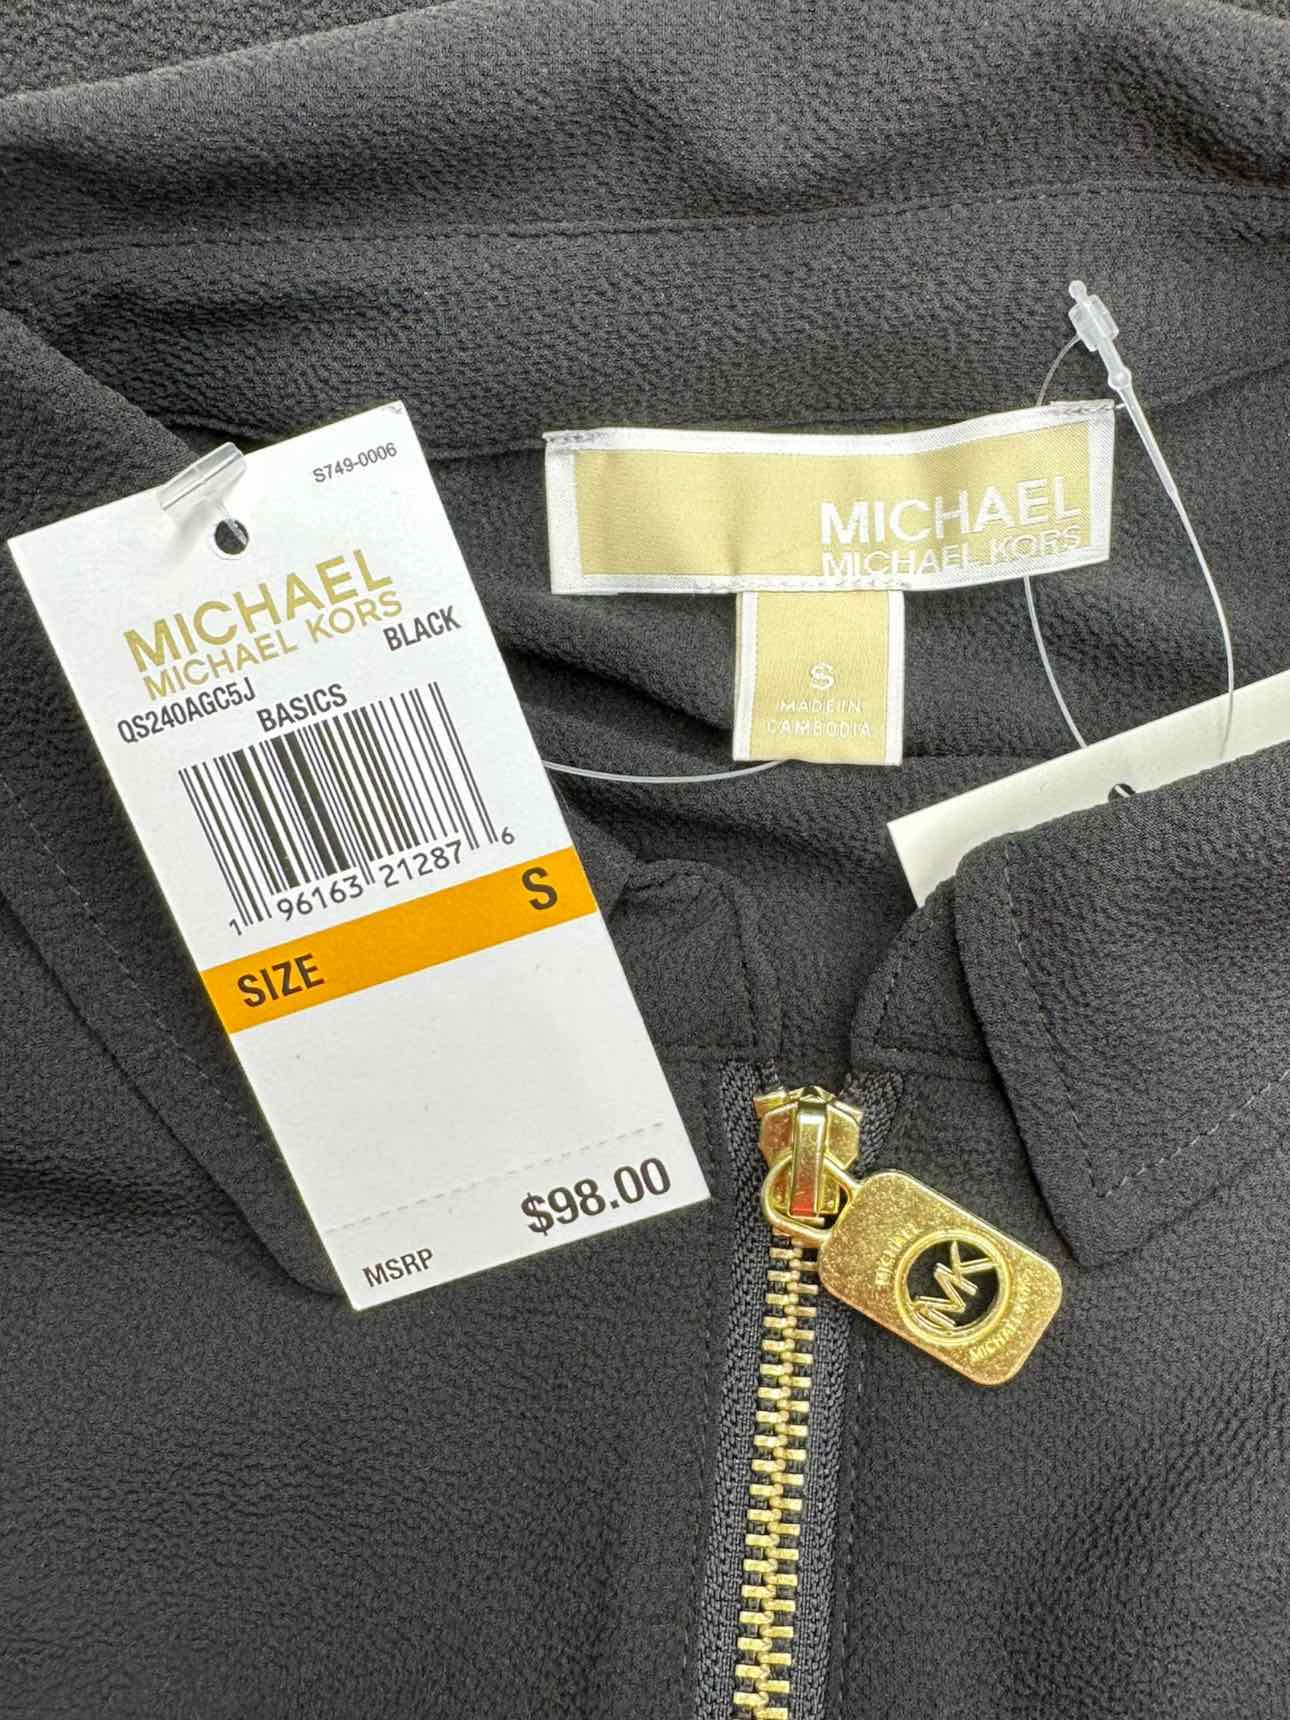 S749-0006
MICHAEL
MICHAEL KORS
BLACK
QS240AGC5J
BASICS
1 96163 21287 6
SIZE S
$98.00
MSRP
MICHAEL
MICHAEL KORS
S
MADE IN
CAMBODIA
MICHAEL
MK
MICHAEL KORS